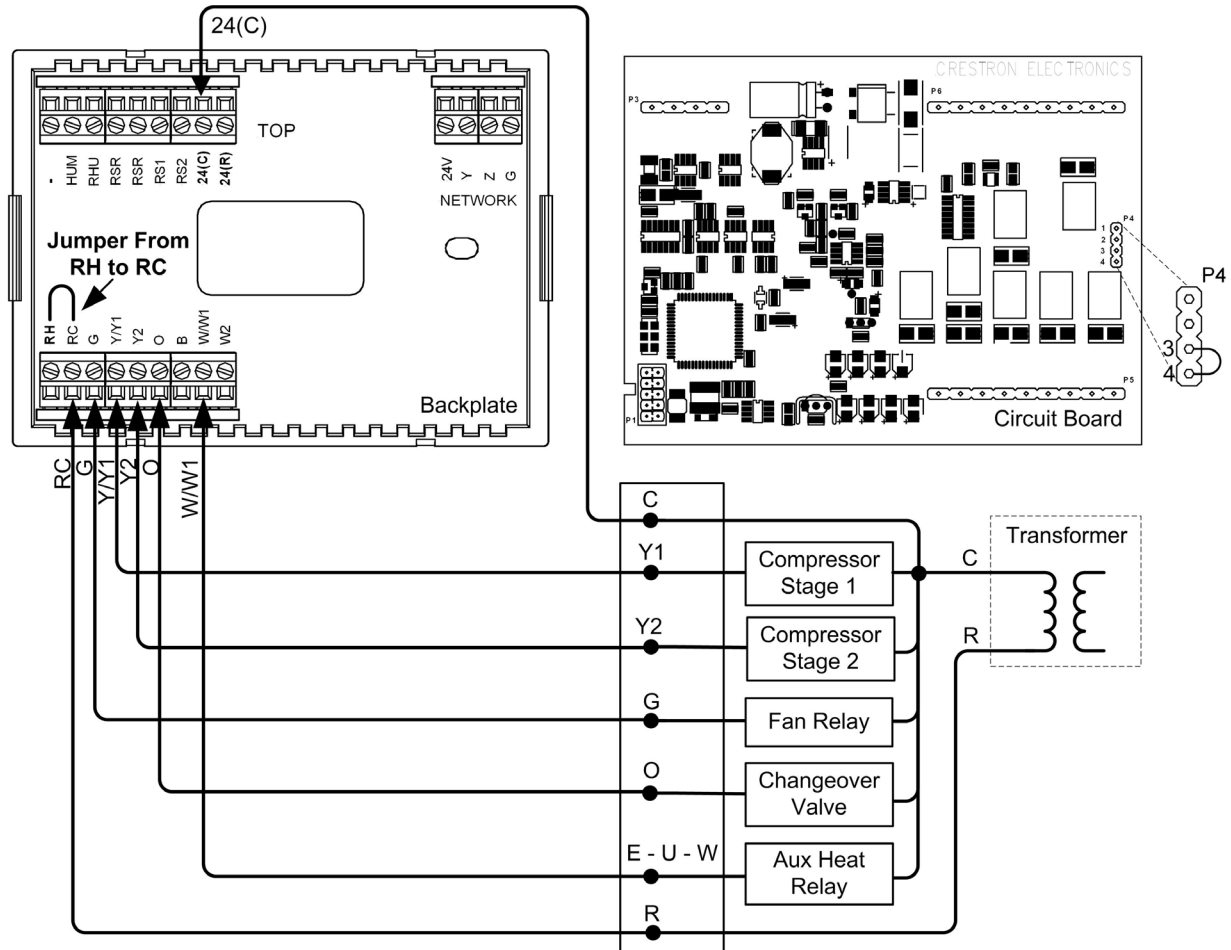 24(C)
-
HUM
RHU
RSR
RSR
RS1
RS2
24(C)
24(R)
TOP
24V
Y
Z
G
NETWORK
Jumper From
RH to RC
RH
RC
G
Y/Y1
Y2
O
B
W/W1
W2
Backplate
RC
G
Y/Y1
Y2
O
W/W1
CRESTRON ELECTRONICS
P3
P6
P4
1
2
3
4
P1
P5
Circuit Board
P4
3
4
C
Y1
Compressor
Stage 1
Y2
Compressor
Stage 2
G
Fan Relay
O
Changeover
Valve
E - U - W
Aux Heat
Relay
R
C
R
Transformer